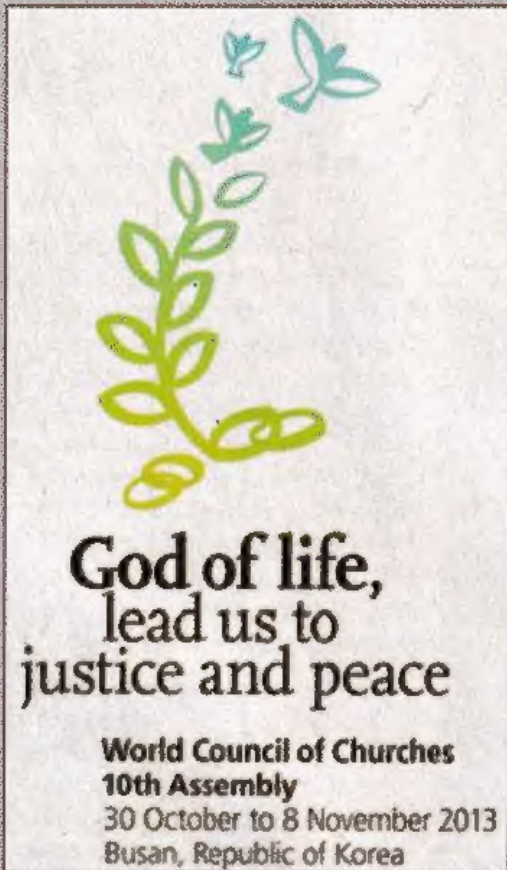 God of life,
lead us to
justice and peace
World Council of Churches
10th Assembly
30 October to 8 November 2013
Busan, Republic of Korea